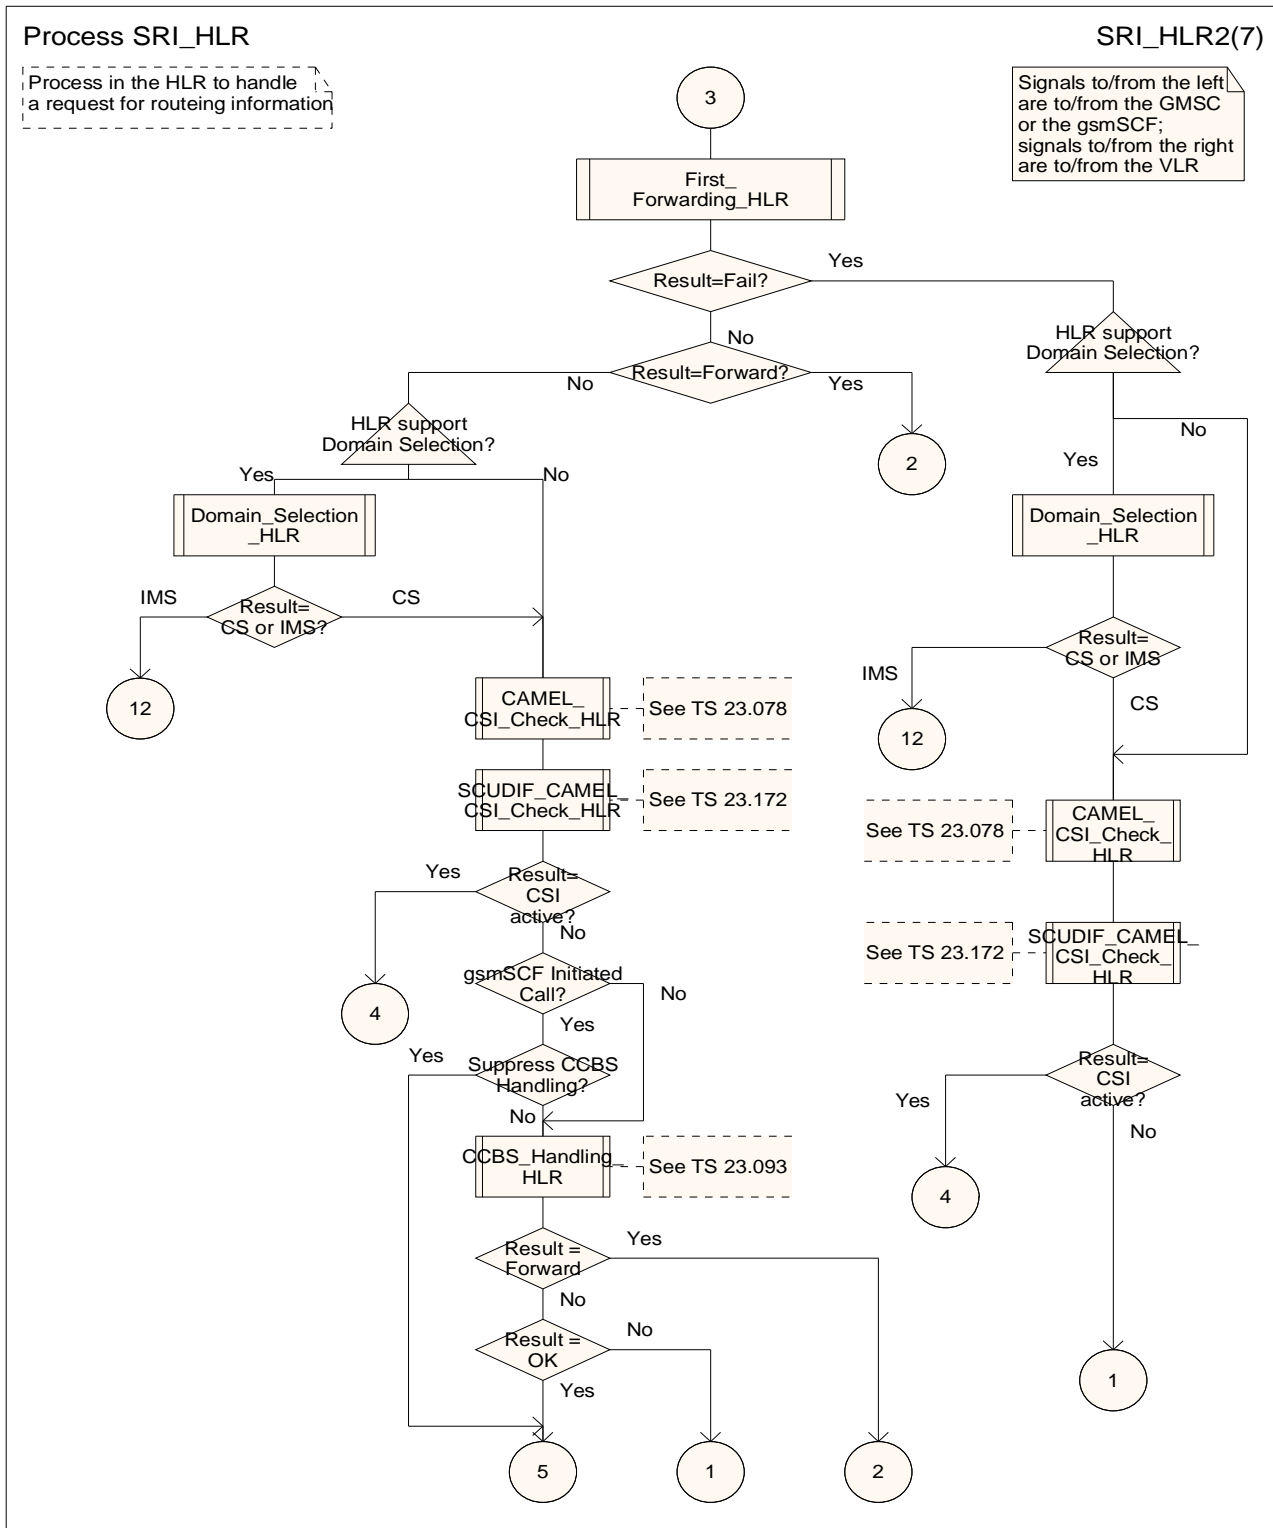 Process SRI_HLR
SRI_HLR2(7)
Process in the HLR to handle
a request for routeing information
Signals to/from the left
are to/from the GMSC
or the gsmSCF;
signals to/from the right
are to/from the VLR
3
First_
Forwarding_HLR
Result=Fail?
Yes
No
HLR support
Domain Selection?
Result=Forward?
No
Yes
HLR support
Domain Selection?
No
2
Yes
Yes
No
Domain_Selection
_HLR
Domain_Selection
_HLR
IMS
Result=
CS or IMS?
CS
Result=
CS or IMS
IMS
12
CAMEL_
CSI_Check_HLR
See TS 23.078
CS
12
SCUDIF_CAMEL_
CSI_Check_HLR
See TS 23.172
See TS 23.078
CAMEL_
CSI_Check_
HLR
Yes
Result=
CSI
active?
No
See TS 23.172
SCUDIF_CAMEL_
CSI_Check_
HLR
gsmSCF Initiated
Call?
No
4
Yes
Yes
Suppress CCBS
Handling?
Result=
CSI
active?
Yes
No
No
CCBS_Handling_
HLR
See TS 23.093
4
Result =
Forward
Yes
No
Result =
OK
No
Yes
1
5
1
2